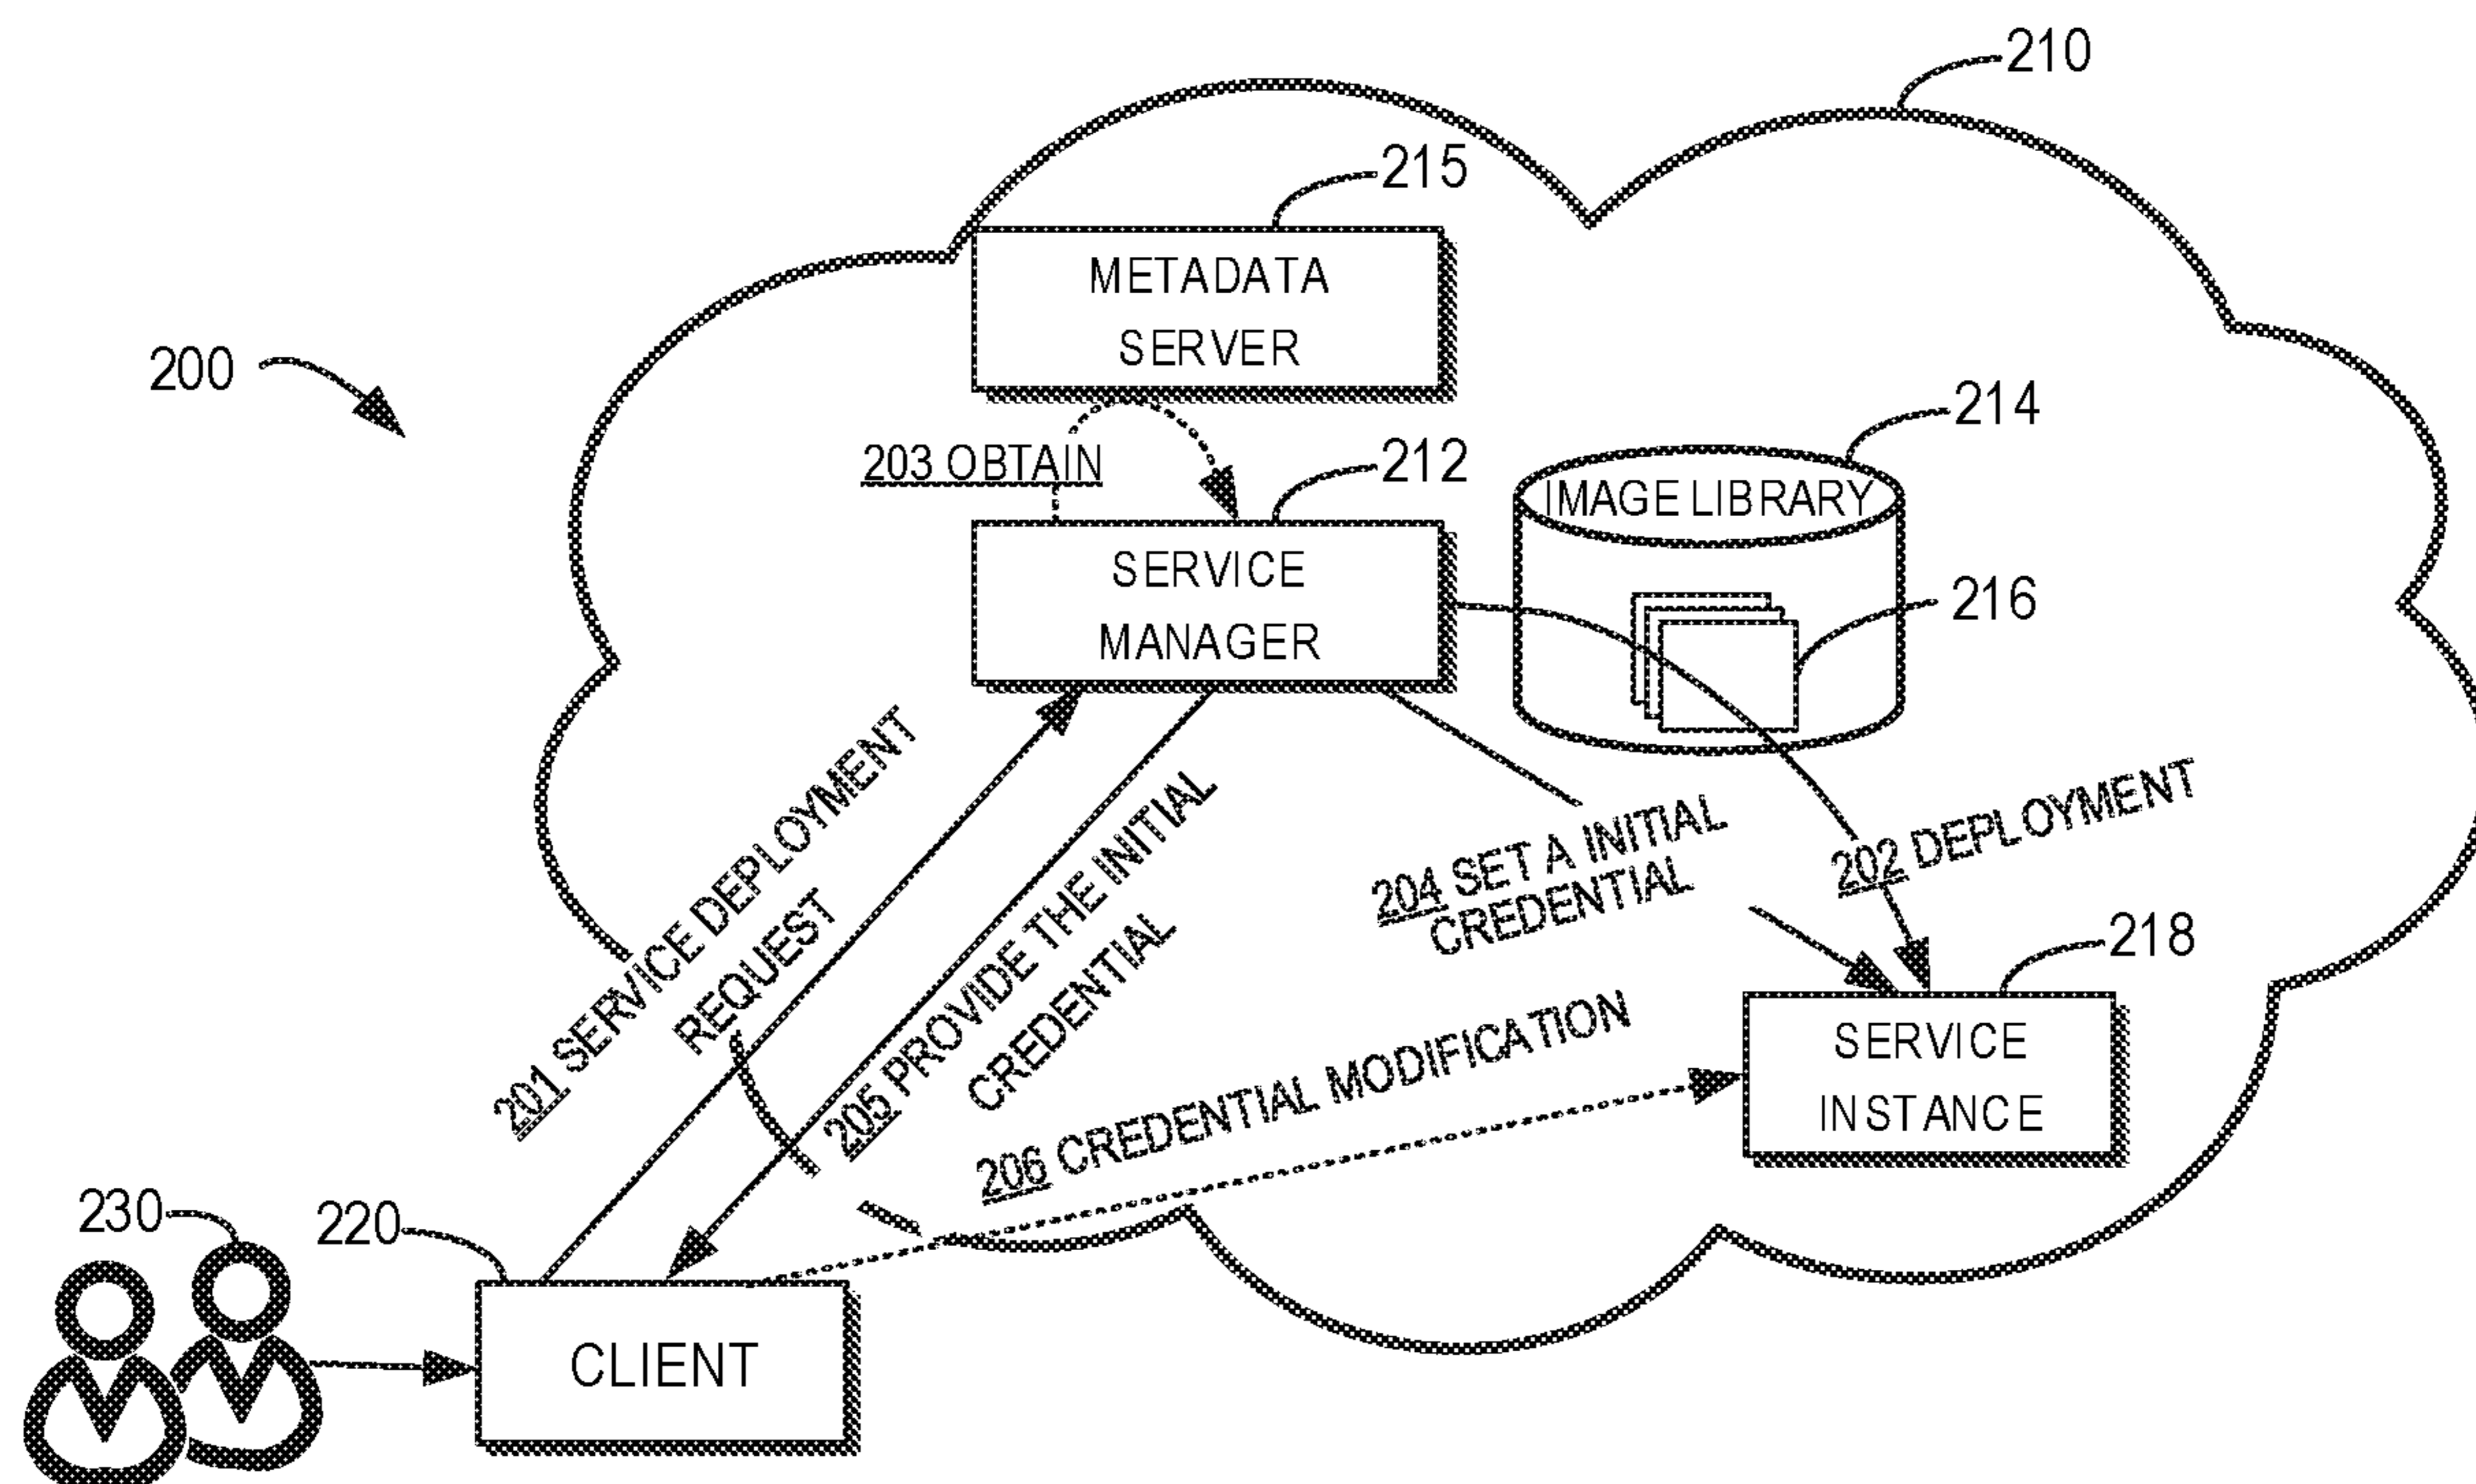 210
215
METADATA
SERVER
200
214
203 OBTAIN
212
IMAGE LIBRARY
SERVICE
MANAGER
216
201 SERVICE DEPLOYMENT
REQUEST
205 PROVIDE THE INITIAL
CREDENTIAL
204 SET A INITIAL
CREDENTIAL
202 DEPLOYMENT
218
SERVICE
INSTANCE
206 CREDENTIAL MODIFICATION
230
220
CLIENT